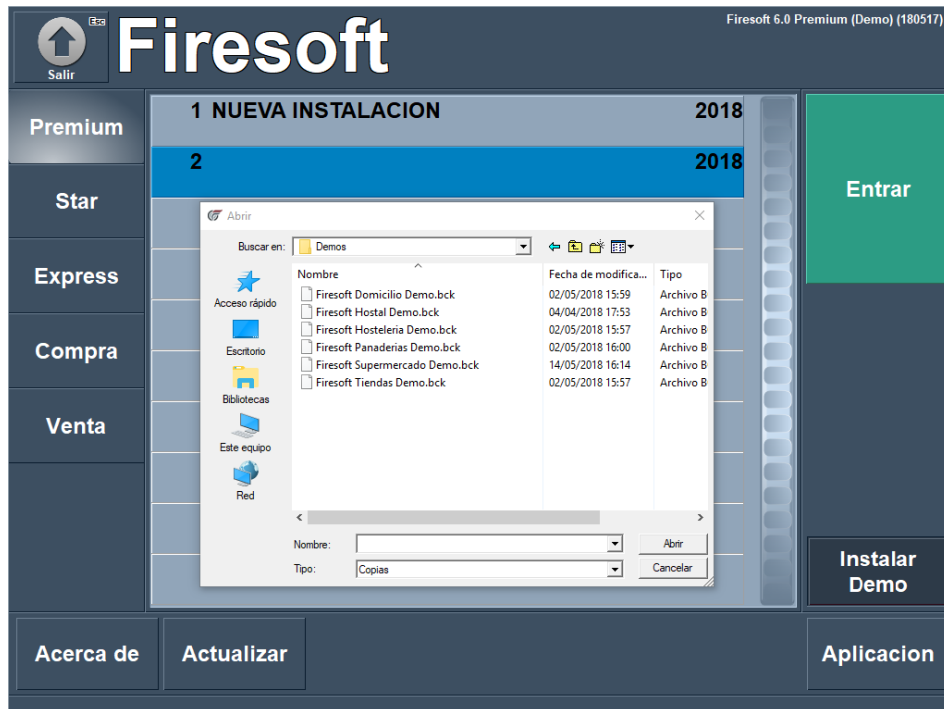 Esc
Salir
Firesoft
Firesoft 6.0 Premium (Demo) (180517)
Premium
Star
Express
Compra
Venta
1 NUEVA INSTALACION 2018
2 2018
Entrar
Abrir
Buscar en: Demos
Acceso rápido
Escritorio
Bibliotecas
Este equipo
Red
Nombre Fecha de modifica... Tipo
Firesoft Domicilio Demo.bck 02/05/2018 15:59 Archivo B
Firesoft Hostal Demo.bck 04/04/2018 17:53 Archivo B
Firesoft Hosteleria Demo.bck 02/05/2018 15:57 Archivo B
Firesoft Panaderias Demo.bck 02/05/2018 16:00 Archivo B
Firesoft Supermercado Demo.bck 14/05/2018 16:14 Archivo B
Firesoft Tiendas Demo.bck 02/05/2018 15:57 Archivo B
Nombre: Abrir
Tipo: Copias Cancelar
Instalar
Demo
Acerca de
Actualizar
Aplicacion